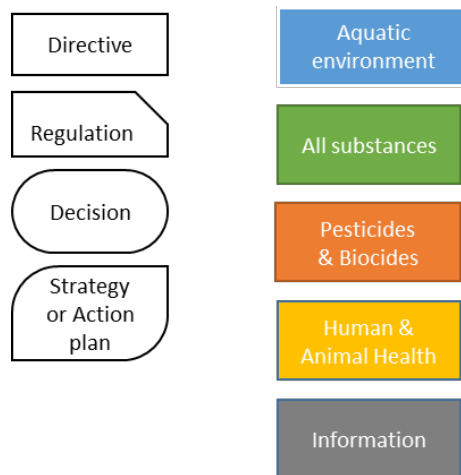 Directive
Regulation
Decision
Strategy
or Action
plan
Aquatic
environment
All substances
Pesticides
& Biocides
Human &
Animal Health
Information